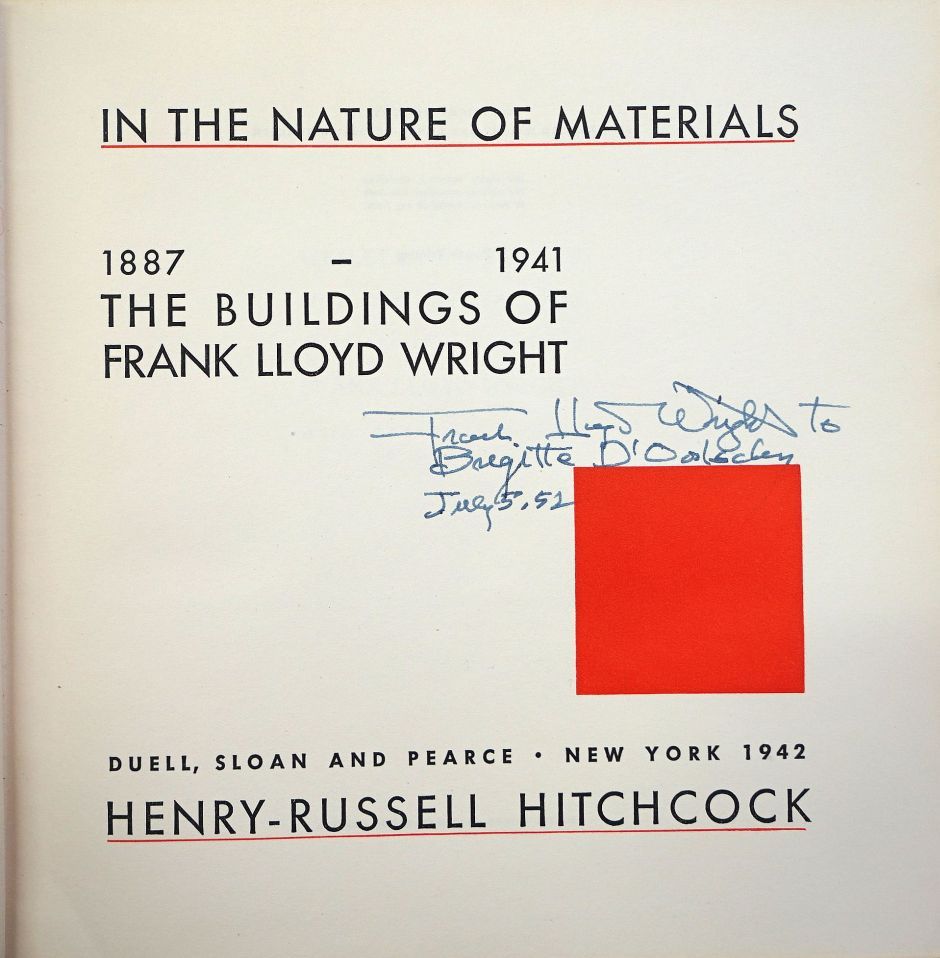 IN THE NATURE OF MATERIALS
1887 – 1941
THE BUILDINGS OF
FRANK LLOYD WRIGHT
Frank Lloyd Wright to
Brigitte
July 5, 52
DUELL, SLOAN AND PEARCE • NEW YORK 1942
HENRY-RUSSELL HITCHCOCK